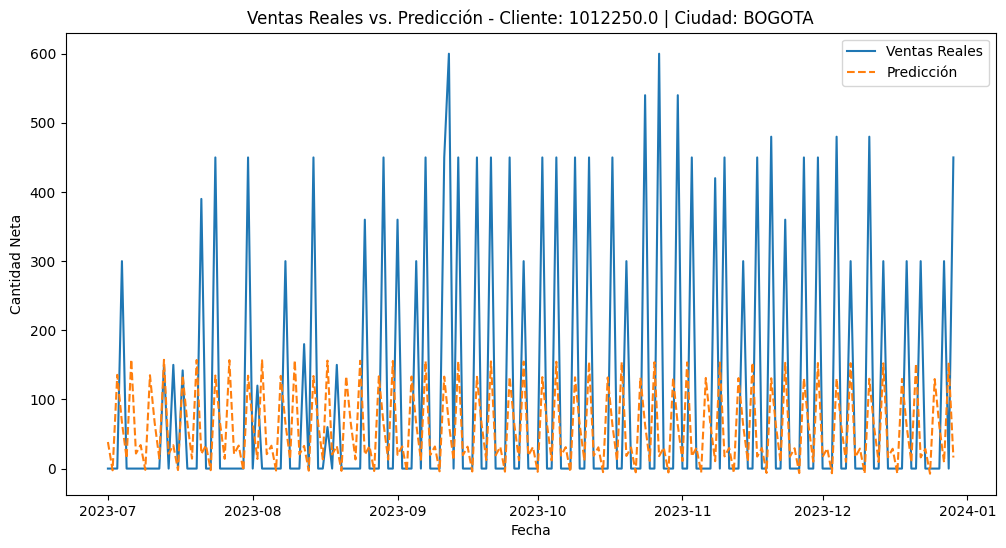 Ventas Reales vs. Predicción - Cliente: 1012250.0 | Ciudad: BOGOTA
Ventas Reales
Predicción
Cantidad Neta
600
500
400
300
200
100
0
2023-07
2023-08
2023-09
2023-10
2023-11
2023-12
2024-01
Fecha